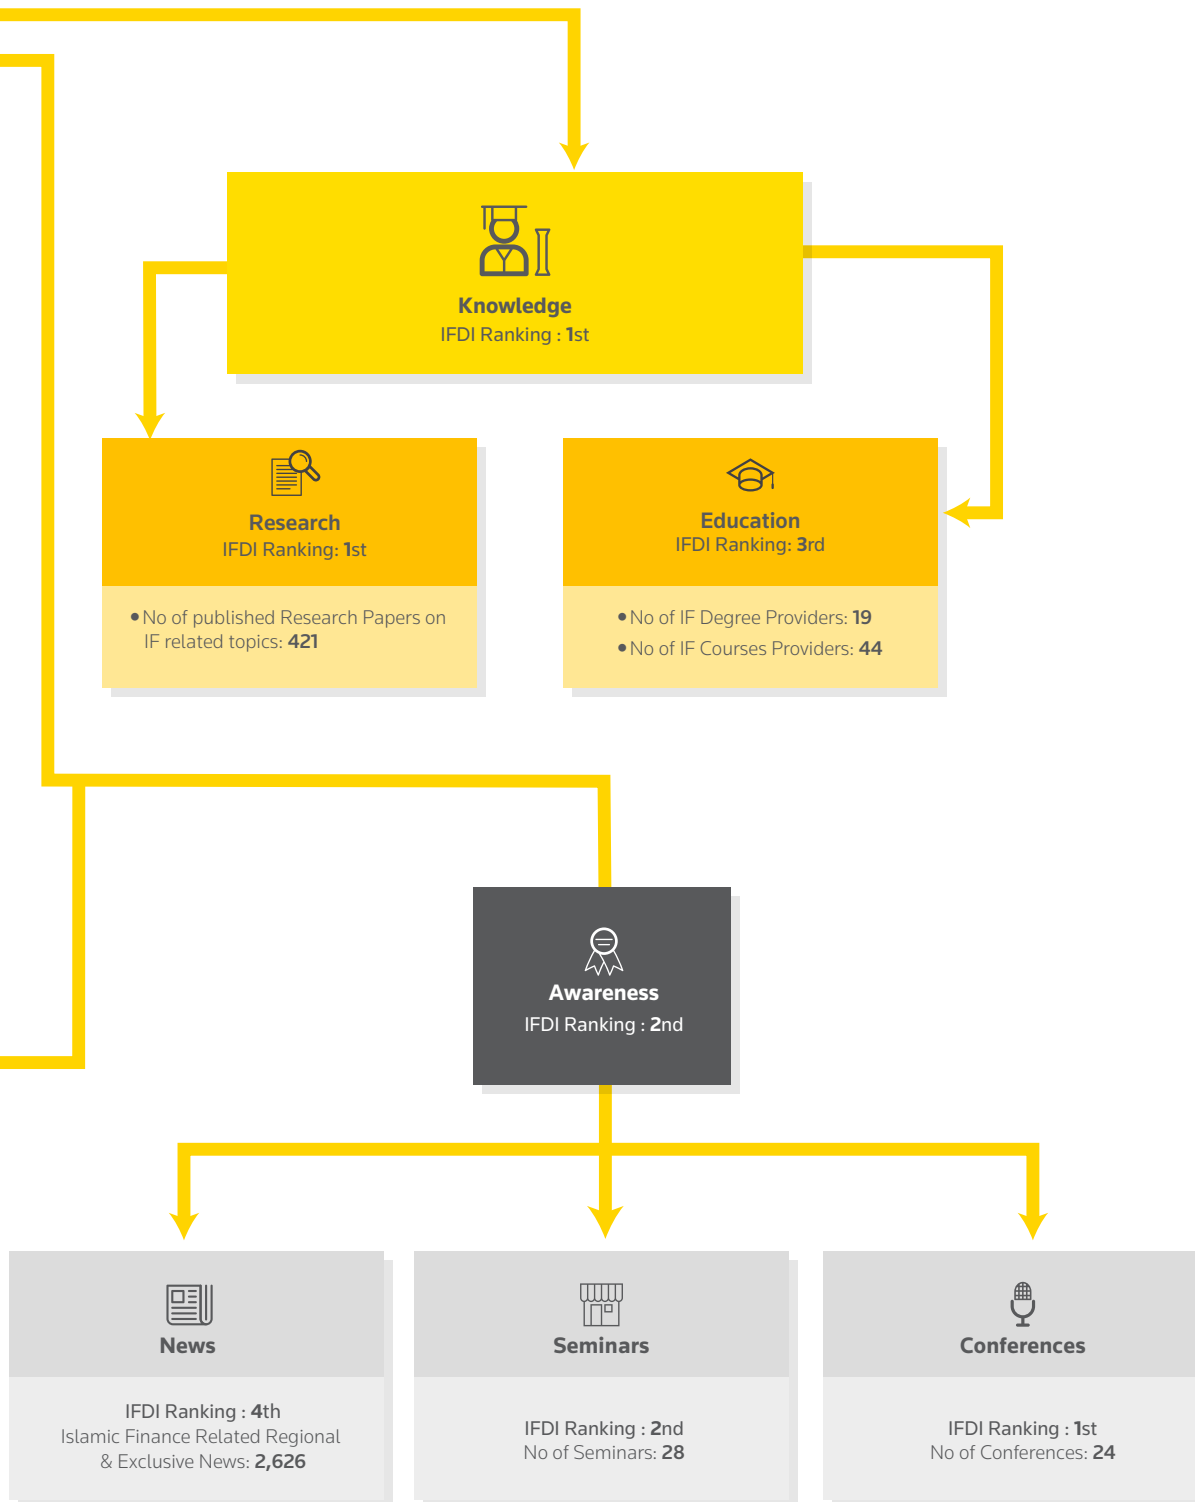 Knowledge
IFDI Ranking : 1st
Research
IFDI Ranking: 1st
• No of published Research Papers on
IF related topics: 421
Education
IFDI Ranking: 3rd
• No of IF Degree Providers: 19
• No of IF Courses Providers: 44
Awareness
IFDI Ranking : 2nd
News
IFDI Ranking : 4th
Islamic Finance Related Regional
& Exclusive News: 2,626
Seminars
IFDI Ranking : 2nd
No of Seminars: 28
Conferences
IFDI Ranking : 1st
No of Conferences: 24